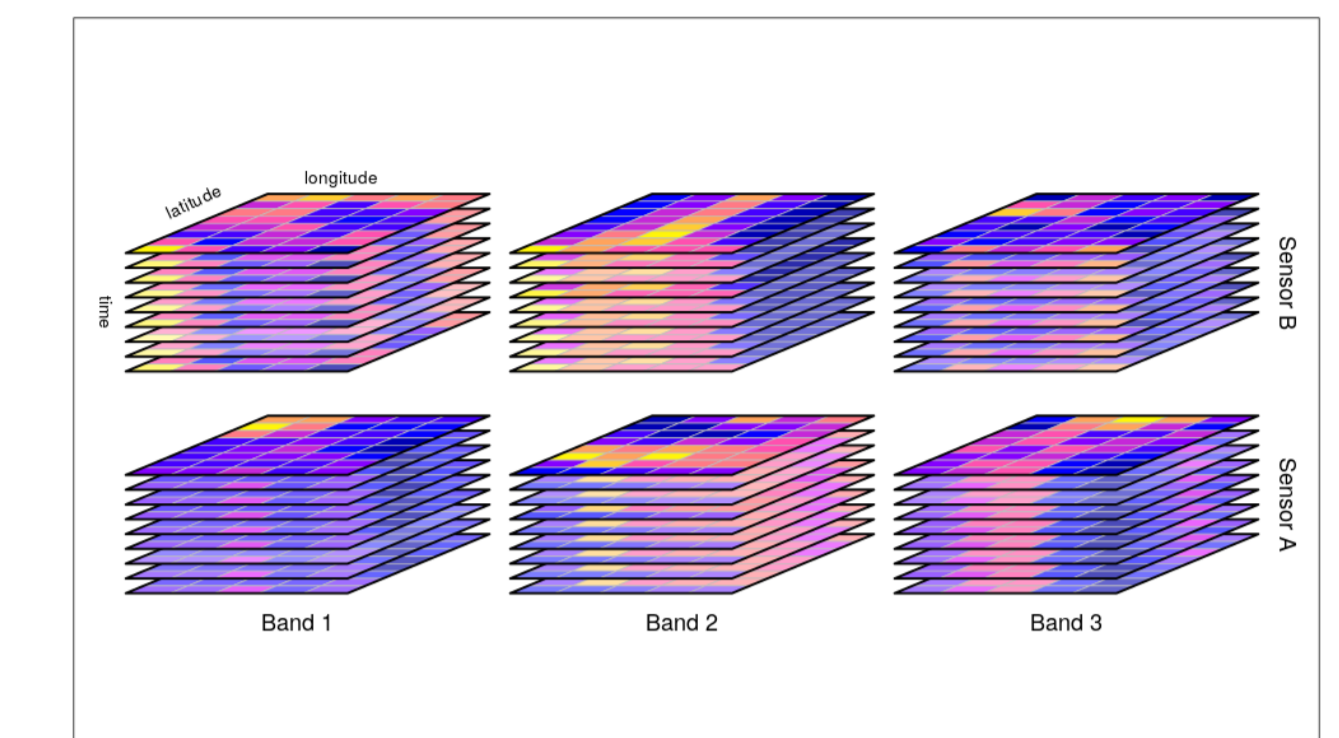 longitude
latitude
time
Sensor B
Sensor A
Band 1
Band 2
Band 3